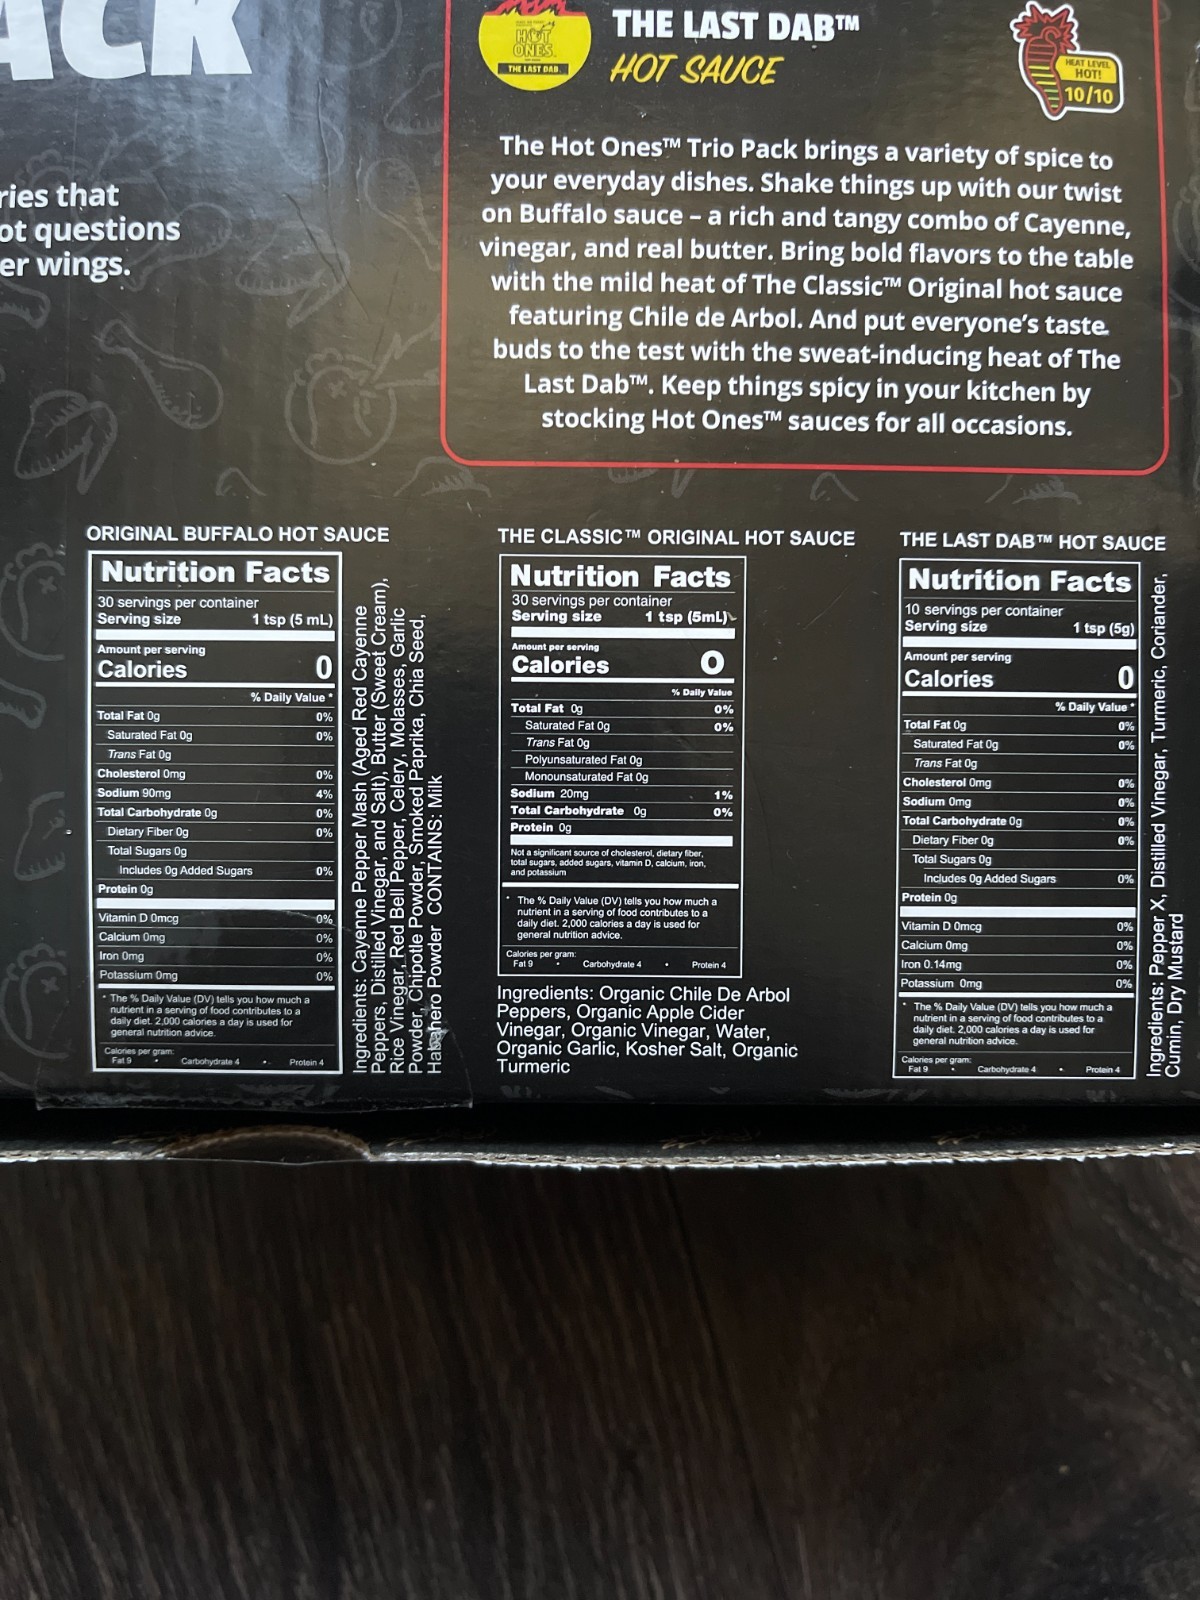 ACK
ries that
ot questions
er wings.
HOT
ONES
THE LAST DAB
THE LAST DAB™
HOT SAUCE
HEAT LEVEL
HOT!
10/10
The Hot Ones™ Trio Pack brings a variety of spice to
your everyday dishes. Shake things up with our twist
on Buffalo sauce – a rich and tangy combo of Cayenne,
vinegar, and real butter. Bring bold flavors to the table
with the mild heat of The Classic™ Original hot sauce
featuring Chile de Arbol. And put everyone's taste
buds to the test with the sweat-inducing heat of The
Last Dab™. Keep things spicy in your kitchen by
stocking Hot Ones™ sauces for all occasions.
ORIGINAL BUFFALO HOT SAUCE
Nutrition Facts
30 servings per container
Serving size 1 tsp (5 mL)
Amount per serving
Calories 0
% Daily Value *
Total Fat 0g 0%
Saturated Fat 0g 0%
Trans Fat 0g
Cholesterol 0mg 0%
Sodium 90mg 4%
Total Carbohydrate 0g 0%
Dietary Fiber 0g 0%
Total Sugars 0g
Includes 0g Added Sugars 0%
Protein 0g
Vitamin D 0mcg 0%
Calcium 0mg 0%
Iron 0mg 0%
Potassium 0mg 0%
* The % Daily Value (DV) tells you how much a
nutrient in a serving of food contributes to a
daily diet. 2,000 calories a day is used for
general nutrition advice.
Calories per gram:
Fat 9 • Carbohydrate 4 • Protein 4
Ingredients: Cayenne Pepper Mash (Aged Red Cayenne
Peppers, Distilled Vinegar, and Salt), Butter (Sweet Cream),
Rice Vinegar, Red Bell Pepper, Celery, Molasses, Garlic
Powder, Chipotle Powder, Smoked Paprika, Chia Seed,
Habanero Powder CONTAINS: Milk
THE CLASSIC™ ORIGINAL HOT SAUCE
Nutrition Facts
30 servings per container
Serving size 1 tsp (5mL)
Amount per serving
Calories 0
% Daily Value
Total Fat 0g 0%
Saturated Fat 0g 0%
Trans Fat 0g
Polyunsaturated Fat 0g
Monounsaturated Fat 0g
Sodium 20mg 1%
Total Carbohydrate 0g 0%
Protein 0g
Not a significant source of cholesterol, dietary fiber,
total sugars, added sugars, vitamin D, calcium, iron,
and potassium
* The % Daily Value (DV) tells you how much a
nutrient in a serving of food contributes to a
daily diet. 2,000 calories a day is used for
general nutrition advice.
Calories per gram:
Fat 9 • Carbohydrate 4 • Protein 4
Ingredients: Organic Chile De Arbol
Peppers, Organic Apple Cider
Vinegar, Organic Vinegar, Water,
Organic Garlic, Kosher Salt, Organic
Turmeric
THE LAST DAB™ HOT SAUCE
Nutrition Facts
10 servings per container
Serving size 1 tsp (5g)
Amount per serving
Calories 0
% Daily Value *
Total Fat 0g 0%
Saturated Fat 0g 0%
Trans Fat 0g
Cholesterol 0mg 0%
Sodium 0mg 0%
Total Carbohydrate 0g 0%
Dietary Fiber 0g 0%
Total Sugars 0g
Includes 0g Added Sugars 0%
Protein 0g
Vitamin D 0mcg 0%
Calcium 0mg 0%
Iron 0.14mg 0%
Potassium 0mg 0%
* The % Daily Value (DV) tells you how much a
nutrient in a serving of food contributes to a
daily diet. 2,000 calories a day is used for
general nutrition advice.
Calories per gram:
Fat 9 • Carbohydrate 4 • Protein 4
Ingredients: Pepper X, Distilled Vinegar, Turmeric, Coriander,
Cumin, Dry Mustard